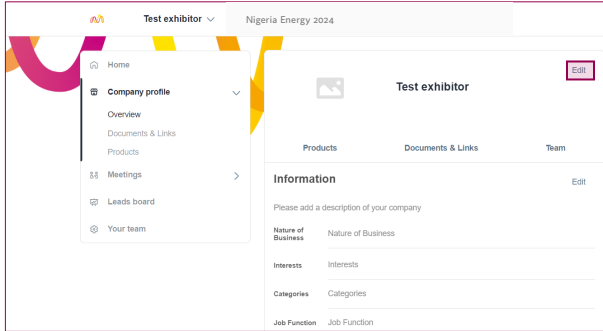 Test exhibitor
Nigeria Energy 2024
Home
Company profile
Overview
Documents & Links
Products
Meetings
Leads board
Your team
Edit
Test exhibitor
Products Documents & Links Team
Information
Edit
Please add a description of your company
Nature of
Business
Nature of Business
Interests Interests
Categories Categories
Job Function Job Function